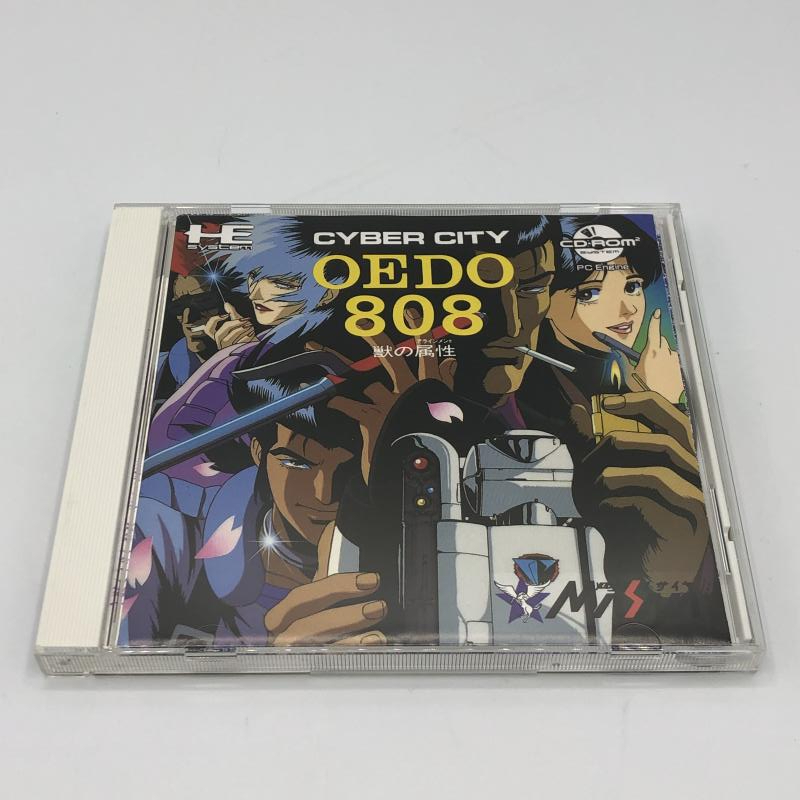 HE
SYSTEM
CYBER CITY
CD-ROM²
SYSTEM
PC Engine
OEDO
808
アラインメント
獣の属性
MAS